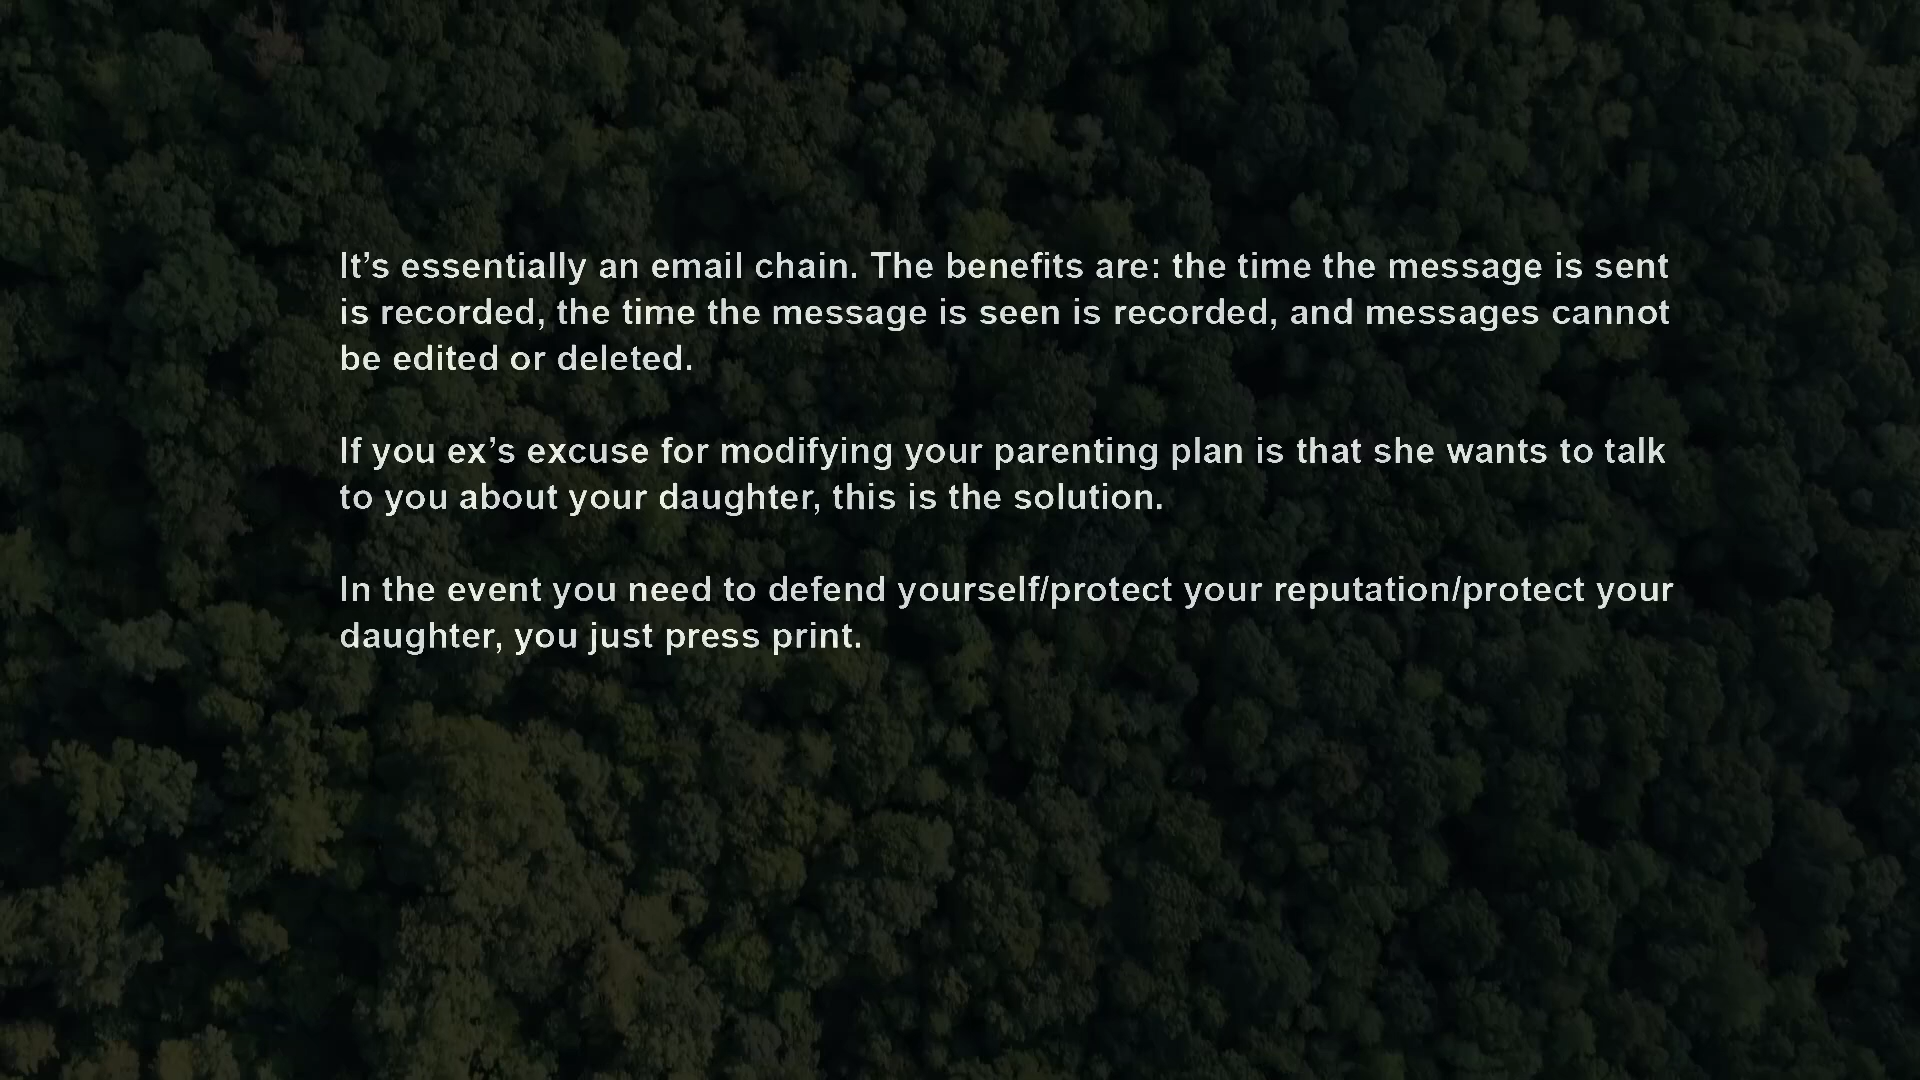 It’s essentially an email chain. The benefits are: the time the message is sent
is recorded, the time the message is seen is recorded, and messages cannot
be edited or deleted.
If you ex’s excuse for modifying your parenting plan is that she wants to talk
to you about your daughter, this is the solution.
In the event you need to defend yourself/protect your reputation/protect your
daughter, you just press print.